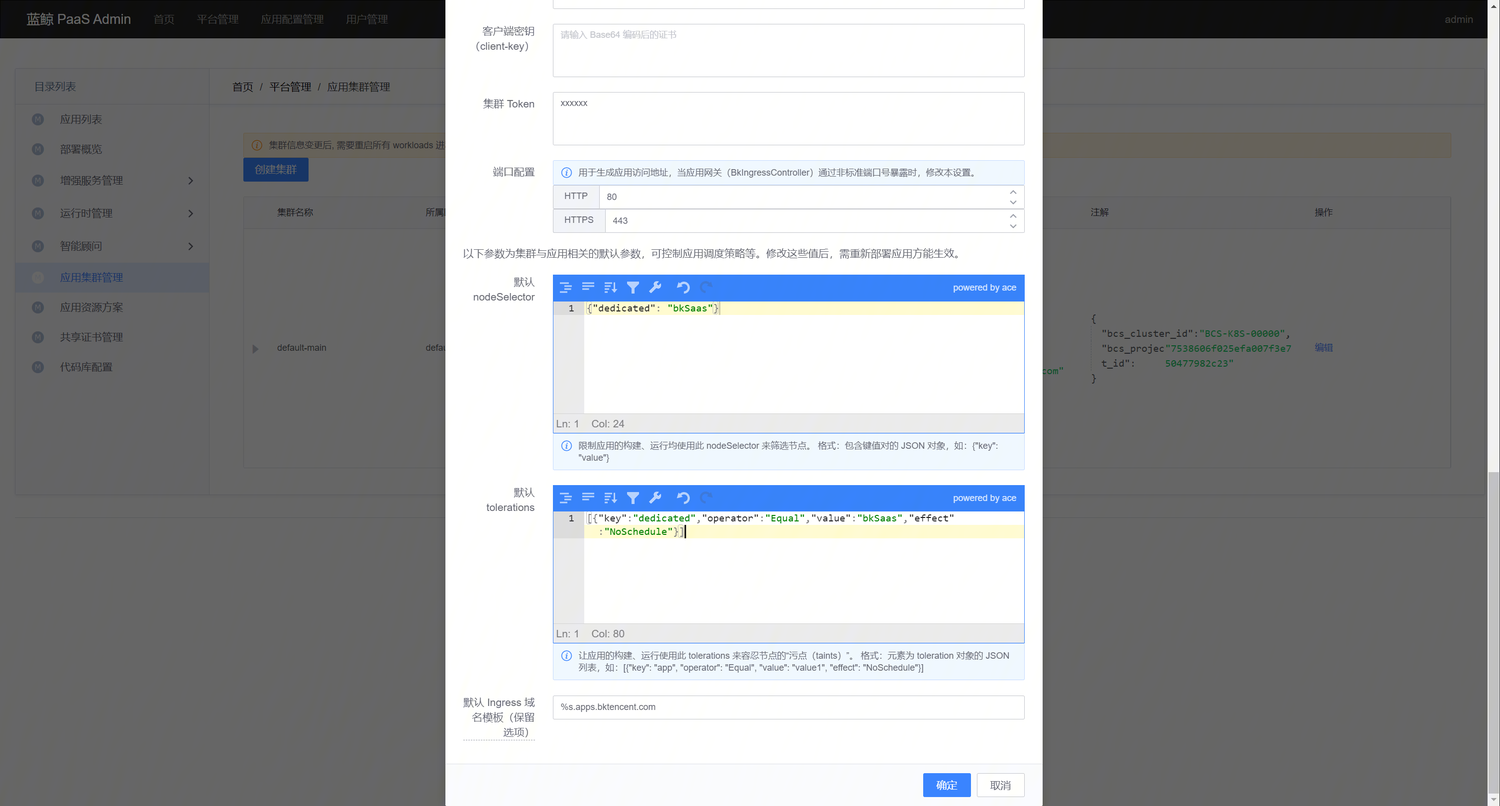 蓝鲸 PaaS Admin 首页 平台管理 应用配置管理 用户管理 admin
目录列表
应用列表
部署概览
增强服务管理
运行时管理
智能顾问
应用集群管理
应用资源方案
共享证书管理
代码库配置
首页 / 平台管理 / 应用集群管理
集群信息变更后, 需要重启所有 workloads 进
创建集群
集群名称 所属 注解 操作
default-main defau
com"
{
"bcs_cluster_id":"BCS-K8S-00000",
"bcs_projec"7538606f025efa007f3e7
t_id": 50477982c23"
}
编辑
客户端密钥
（client-key）
请输入 Base64 编码后的证书
集群 Token
xxxxxx
端口配置
用于生成应用访问地址，当应用网关（BkIngressController）通过非标准端口号暴露时，修改本设置。
HTTP 80
HTTPS 443
以下参数为集群与应用相关的默认参数，可控制应用调度策略等。修改这些值后，需重新部署应用方能生效。
默认
nodeSelector
powered by ace
1 {"dedicated": "bkSaas"}
Ln: 1 Col: 24
限制应用的构建、运行均使用此 nodeSelector 来筛选节点。 格式：包含键值对的 JSON 对象，如：{"key":
"value"}
默认
tolerations
powered by ace
1 [{"key":"dedicated","operator":"Equal","value":"bkSaas","effect"
:"NoSchedule"}]
Ln: 1 Col: 80
让应用的构建、运行使用此 tolerations 来容忍节点的“污点（taints）”。 格式：元素为 toleration 对象的 JSON
列表，如：[{"key": "app", "operator": "Equal", "value": "value1", "effect": "NoSchedule"}]
默认 Ingress 域
名模板（保留
选项）
%s.apps.bktencent.com
确定 取消